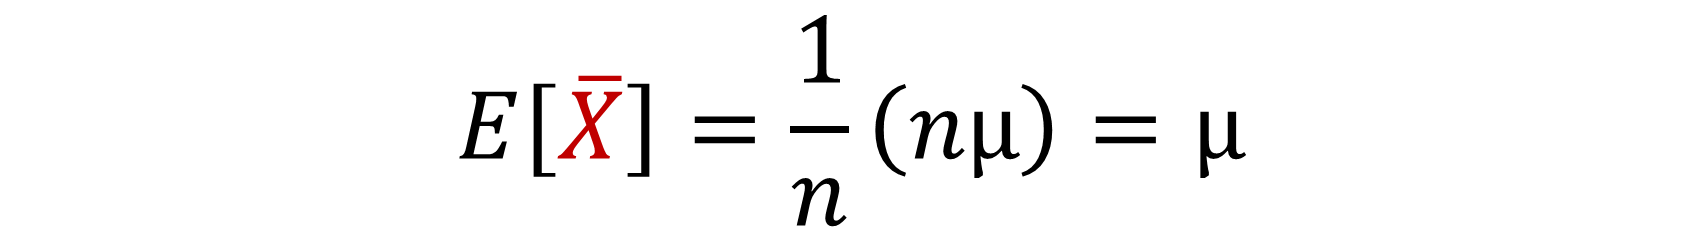 E[X̄] = 1/n (nμ) = μ